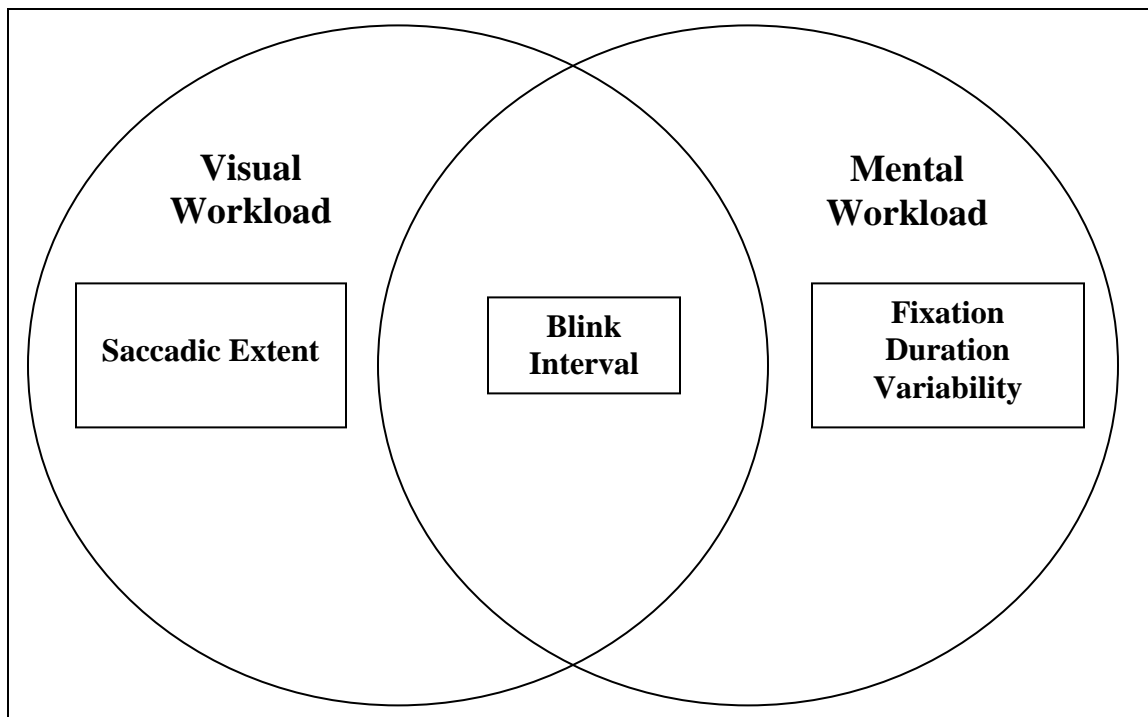 Visual
Workload
Mental
Workload
Saccadic Extent
Blink
Interval
Fixation
Duration
Variability